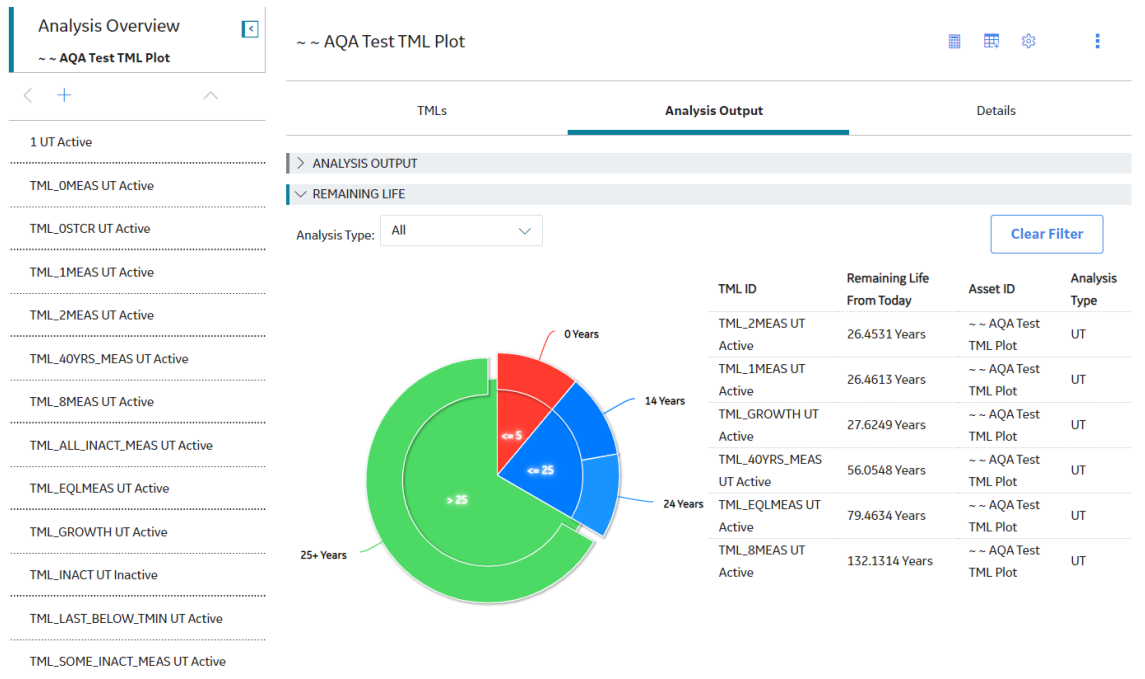 Analysis Overview
~ ~ AQA Test TML Plot
1 UT Active
TML_0MEAS UT Active
TML_0STCR UT Active
TML_1MEAS UT Active
TML_2MEAS UT Active
TML_40YRS_MEAS UT Active
TML_8MEAS UT Active
TML_ALL_INACT_MEAS UT Active
TML_EQLMEAS UT Active
TML_GROWTH UT Active
TML_INACT UT Inactive
TML_LAST_BELOW_TMIN UT Active
TML_SOME_INACT_MEAS UT Active
~ ~ AQA Test TML Plot
TMLs
Analysis Output
Details
ANALYSIS OUTPUT
REMAINING LIFE
Analysis Type:
All
Clear Filter
0 Years
14 Years
24 Years
25+ Years
<= 5
<= 25
> 25
TML ID
Remaining Life
From Today
Asset ID
Analysis
Type
TML_2MEAS UT
Active
26.4531 Years
~ ~ AQA Test
TML Plot
UT
TML_1MEAS UT
Active
26.4613 Years
~ ~ AQA Test
TML Plot
UT
TML_GROWTH UT
Active
27.6249 Years
~ ~ AQA Test
TML Plot
UT
TML_40YRS_MEAS
UT Active
56.0548 Years
~ ~ AQA Test
TML Plot
UT
TML_EQLMEAS UT
Active
79.4634 Years
~ ~ AQA Test
TML Plot
UT
TML_8MEAS UT
Active
132.1314 Years
~ ~ AQA Test
TML Plot
UT